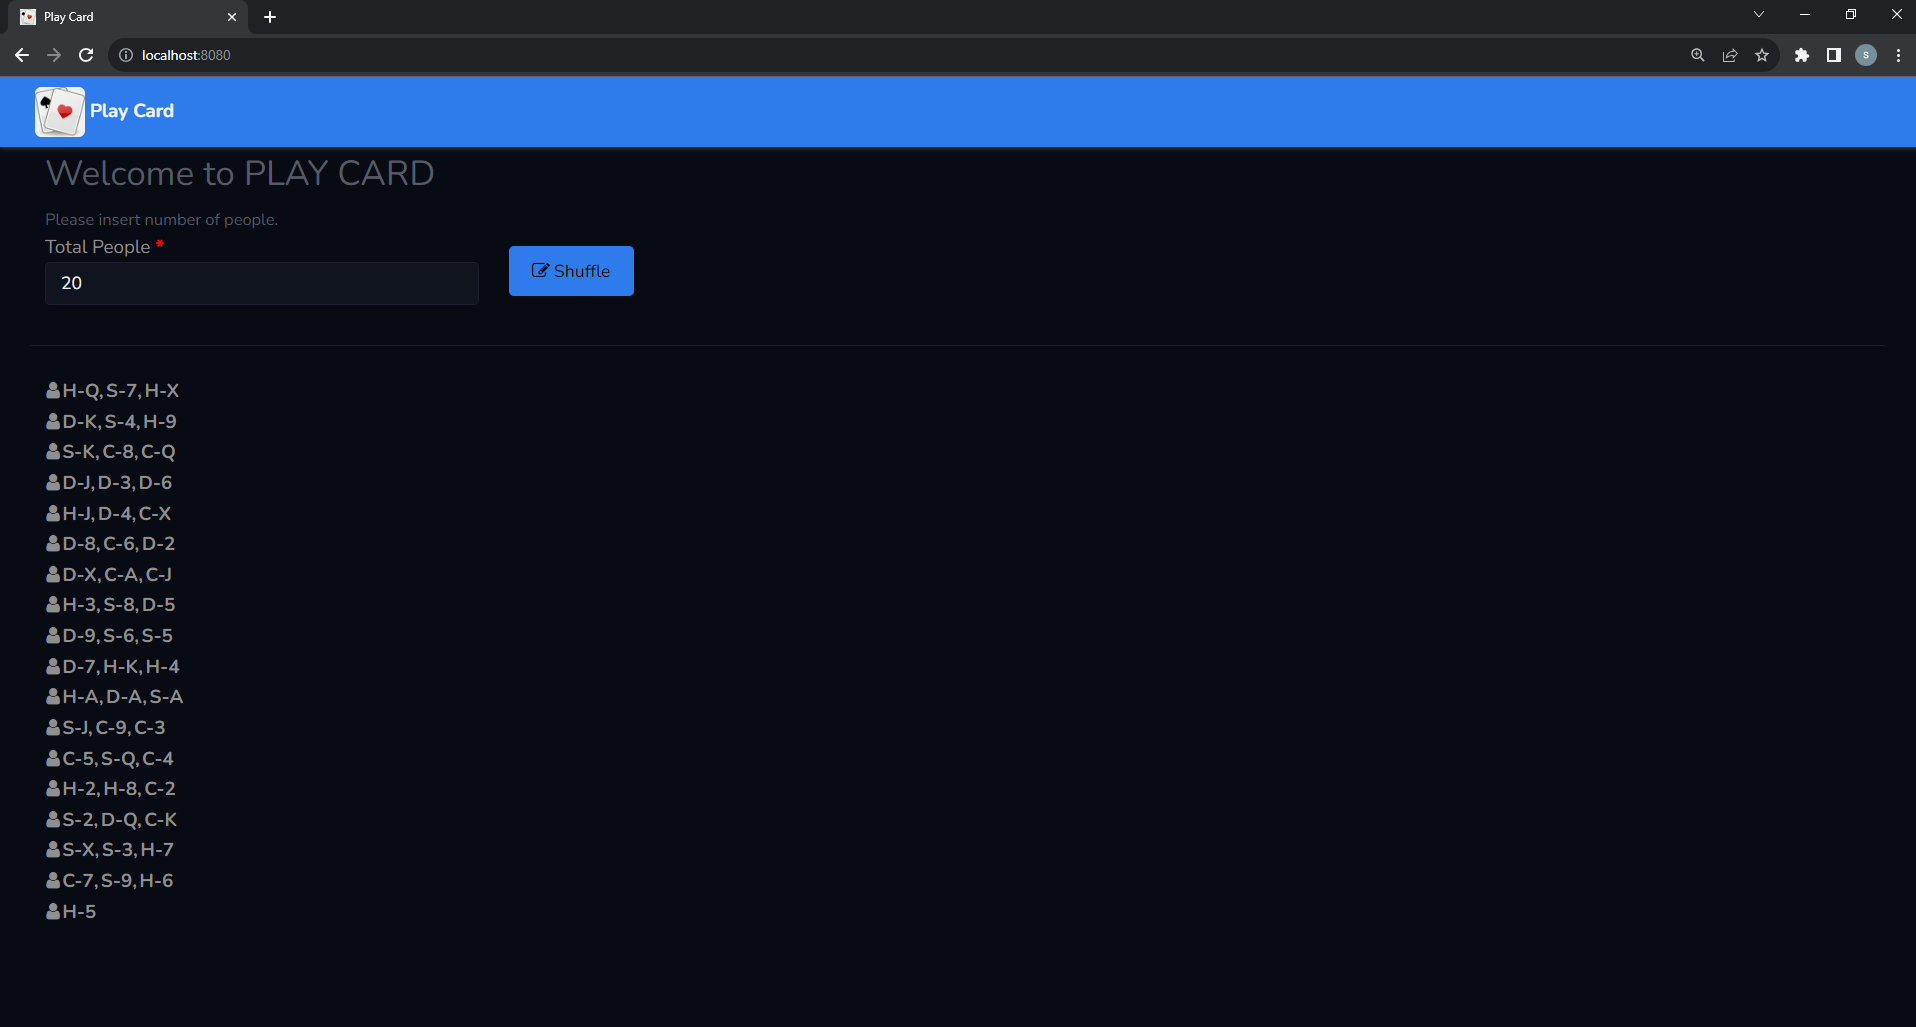 Play Card
localhost:8080
S
Play Card
Welcome to PLAY CARD
Please insert number of people.
Total People *
20
Shuffle
H-Q, S-7, H-X
D-K, S-4, H-9
S-K, C-8, C-Q
D-J, D-3, D-6
H-J, D-4, C-X
D-8, C-6, D-2
D-X, C-A, C-J
H-3, S-8, D-5
D-9, S-6, S-5
D-7, H-K, H-4
H-A, D-A, S-A
S-J, C-9, C-3
C-5, S-Q, C-4
H-2, H-8, C-2
S-2, D-Q, C-K
S-X, S-3, H-7
C-7, S-9, H-6
H-5